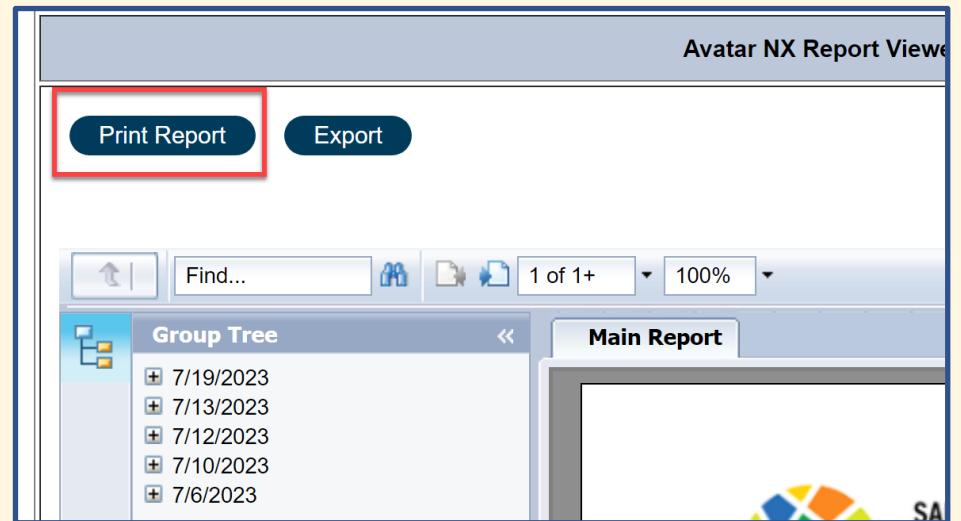 Avatar NX Report Viewe
Print Report
Export
Find...
1 of 1+
100%
Group Tree
Main Report
7/19/2023
7/13/2023
7/12/2023
7/10/2023
7/6/2023
SA